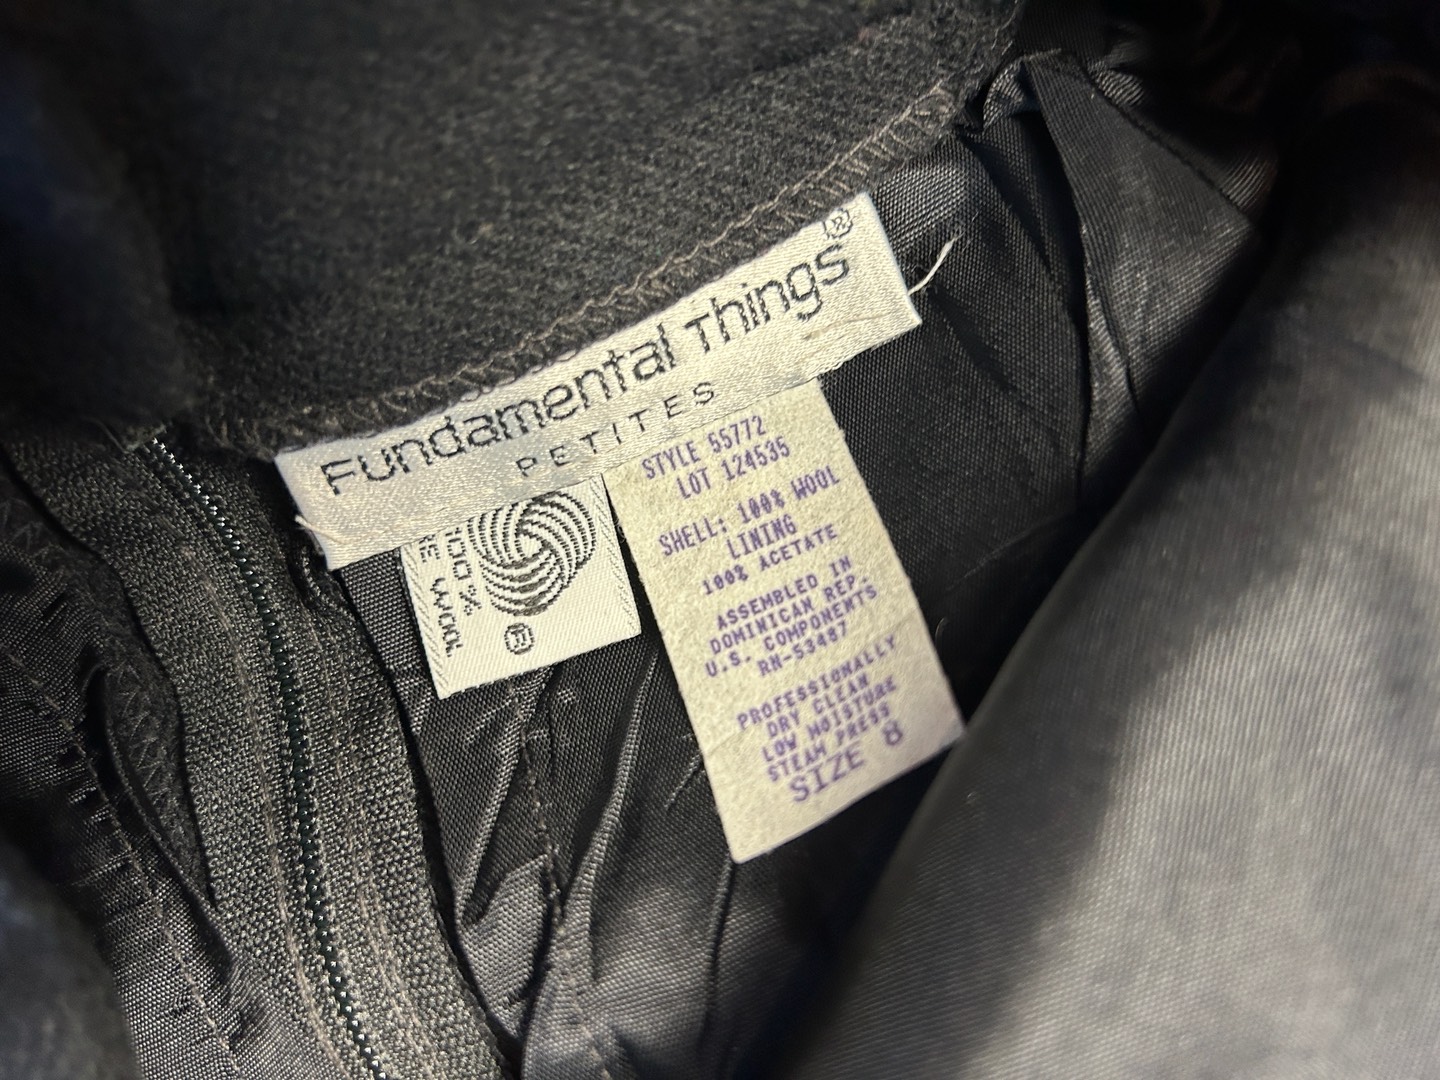 Fundamental Things®
PETITES
100%
WOOL
®
STYLE 55772
LOT 124535
SHELL: 100% WOOL
LINING
100% ACETATE
ASSEMBLED IN
DOMINICAN REP.
U.S. COMPONENTS
RN-53487
PROFESSIONALLY
DRY CLEAN
LOW MOISTURE
STEAM PRESS
SIZE 8